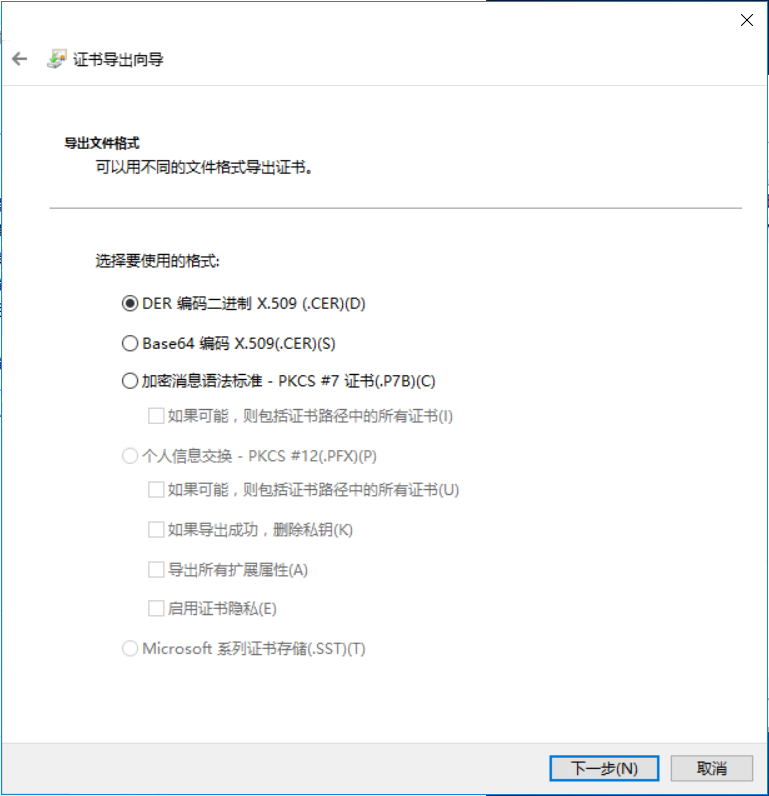 证书导出向导
导出文件格式
可以用不同的文件格式导出证书。
选择要使用的格式:
DER 编码二进制 X.509 (.CER)(D)
Base64 编码 X.509(.CER)(S)
加密消息语法标准 - PKCS #7 证书(.P7B)(C)
如果可能，则包括证书路径中的所有证书(I)
个人信息交换 - PKCS #12(.PFX)(P)
如果可能，则包括证书路径中的所有证书(U)
如果导出成功，删除私钥(K)
导出所有扩展属性(A)
启用证书隐私(E)
Microsoft 系列证书存储(.SST)(T)
下一步(N)
取消